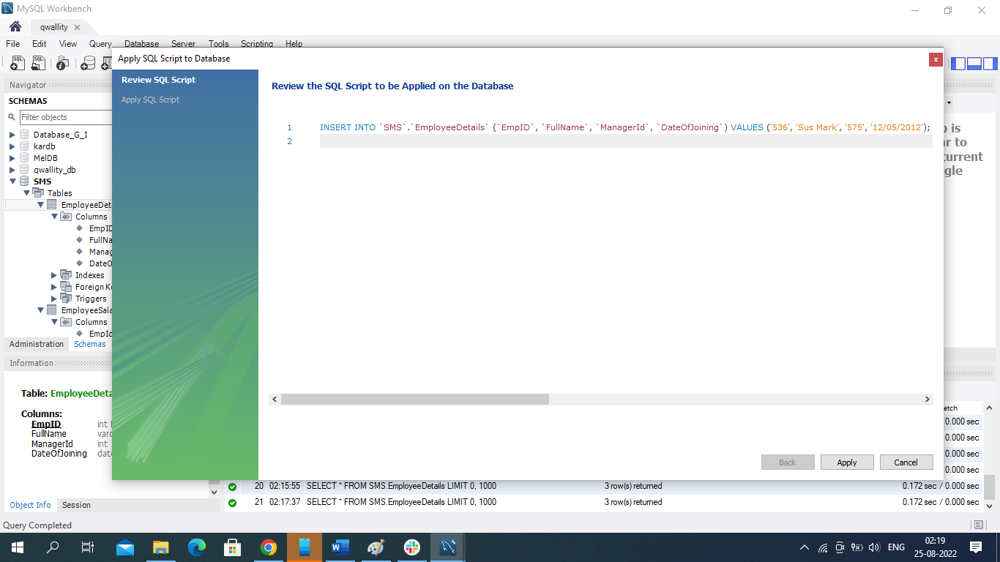 MySQL Workbench
qwallity
File Edit View Query Database Server Tools Scripting Help
Navigator
SCHEMAS
Filter objects
Database_G_I
kardb
MelDB
qwallity_db
SMS
Tables
EmployeeDet
Columns
EmpID
FullNa
Manag
DateO
Indexes
Foreign Ke
Triggers
EmployeeSala
Columns
EmpId
Administration Schemas
Information
Table: EmployeeDeta
Columns:
EmpID int
FullName varc
ManagerId int
DateOfJoining date
Object Info Session
Query Completed
Apply SQL Script to Database
Review SQL Script
Apply SQL Script
Review the SQL Script to be Applied on the Database
1 INSERT INTO `SMS`.`EmployeeDetails` (`EmpID`, `FullName`, `ManagerId`, `DateOfJoining`) VALUES ('536', 'Sus Mark', '575', '12/05/2012');
2
Back Apply Cancel
is
ar to
current
gle
etch
0.000 sec
0.000 sec
0.000 sec
0.000 sec
20 02:15:55 SELECT * FROM SMS.EmployeeDetails LIMIT 0, 1000 3 row(s) returned 0.172 sec / 0.000 sec
21 02:17:37 SELECT * FROM SMS.EmployeeDetails LIMIT 0, 1000 3 row(s) returned 0.172 sec / 0.000 sec
ENG
02:19
25-08-2022